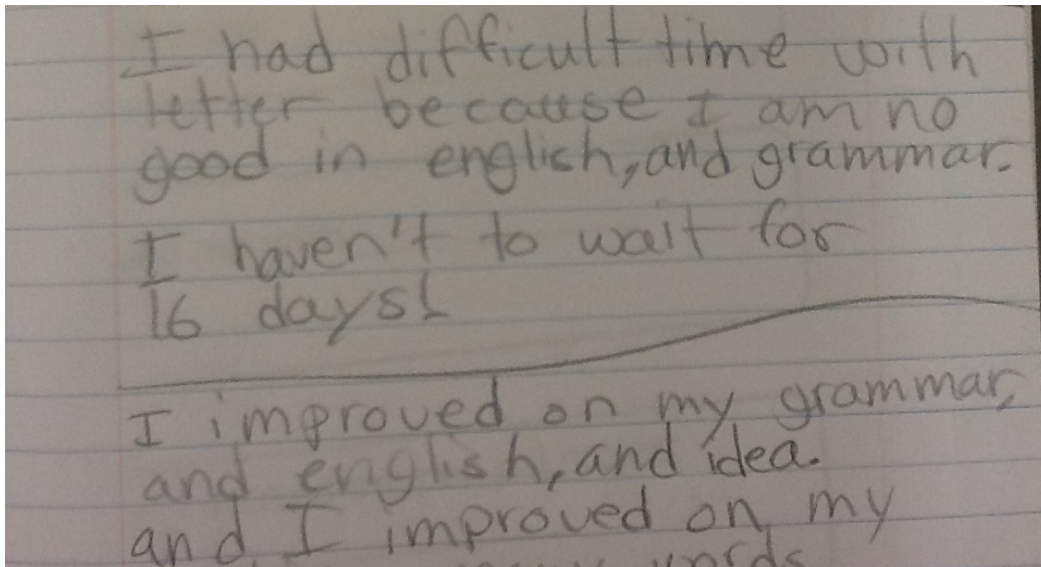 I had difficult time with
letter because I am no
good in english, and grammar.
I haven't to wait for
16 days!
I improved on my grammar,
and english, and idea.
and I improved on my
words